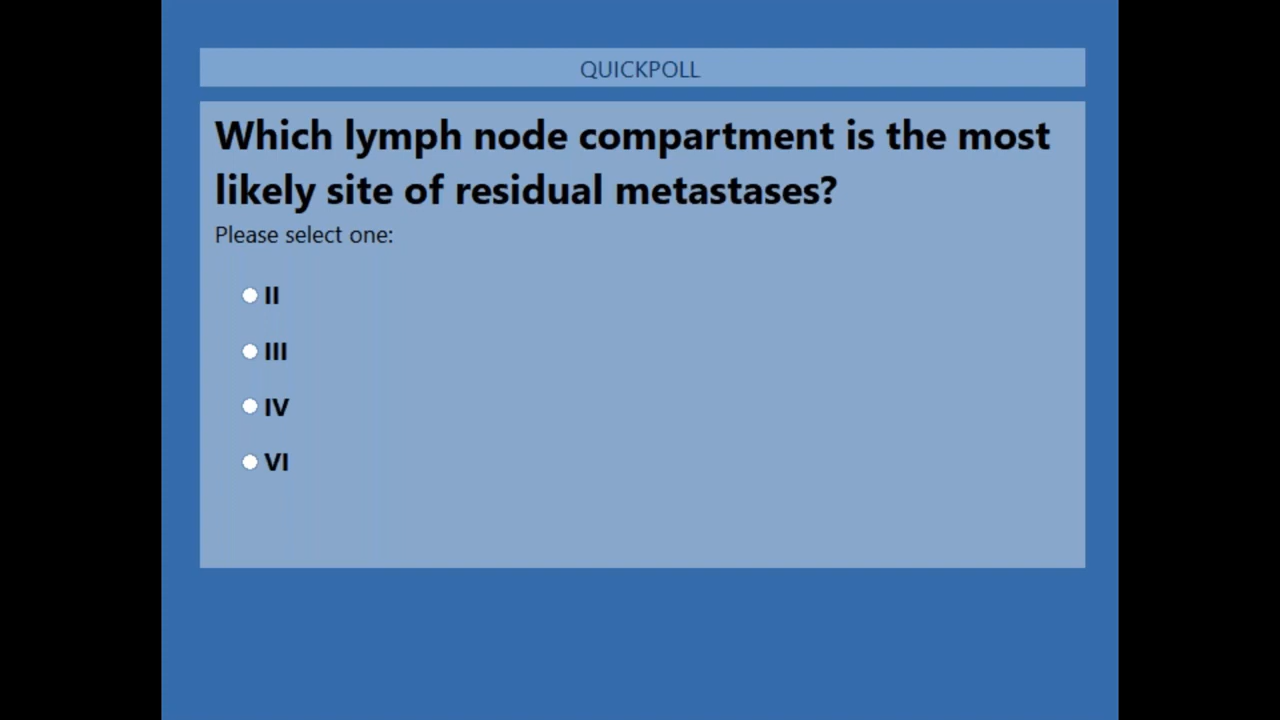 QUICKPOLL
Which lymph node compartment is the most
likely site of residual metastases?
Please select one:
II
III
IV
VI